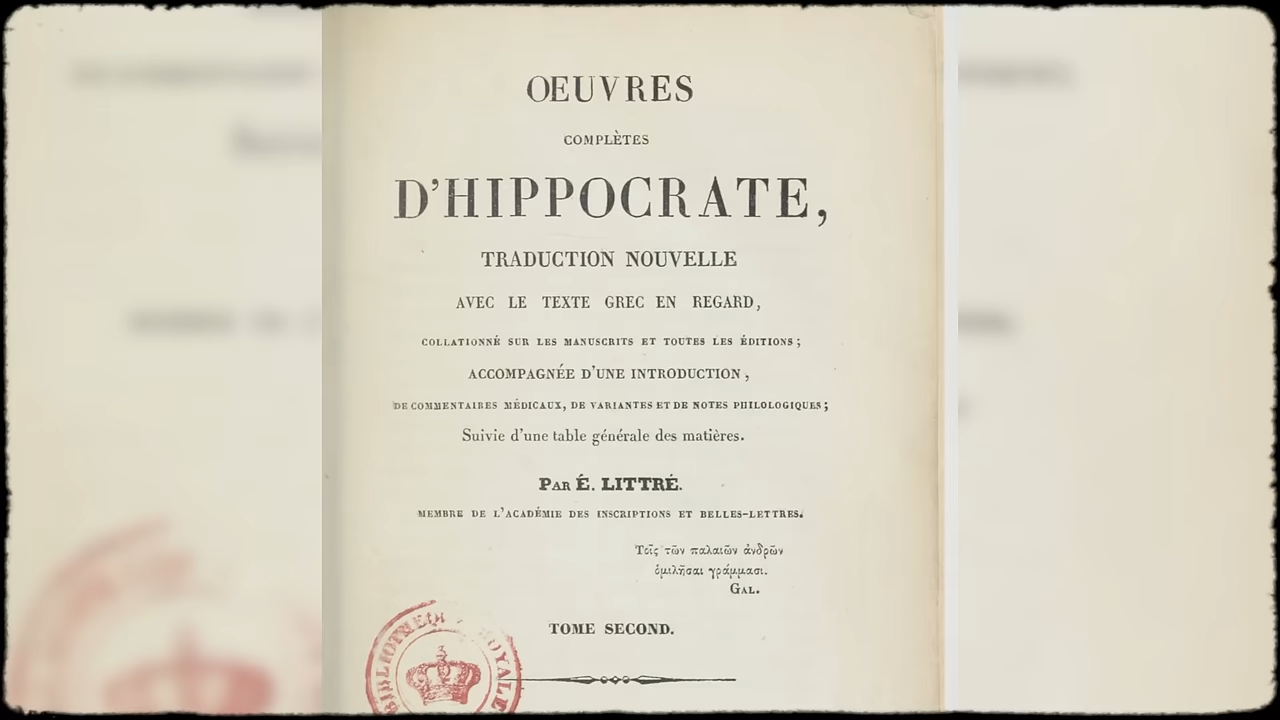 OEUVRES
COMPLÈTES
D'HIPPOCRATE,
TRADUCTION NOUVELLE
AVEC LE TEXTE GREC EN REGARD,
COLLATIONNÉ SUR LES MANUSCRITS ET TOUTES LES ÉDITIONS ;
ACCOMPAGNÉE D'UNE INTRODUCTION ,
DE COMMENTAIRES MÉDICAUX, DE VARIANTES ET DE NOTES PHILOLOGIQUES ;
Suivie d'une table générale des matières.
PAR É. LITTRÉ.
MEMBRE DE L'ACADÉMIE DES INSCRIPTIONS ET BELLES-LETTRES.
Τοῖς τῶν παλαιῶν ἀνδρῶν
ὁμιλῆσαι γράμμασι.
GAL.
TOME SECOND.